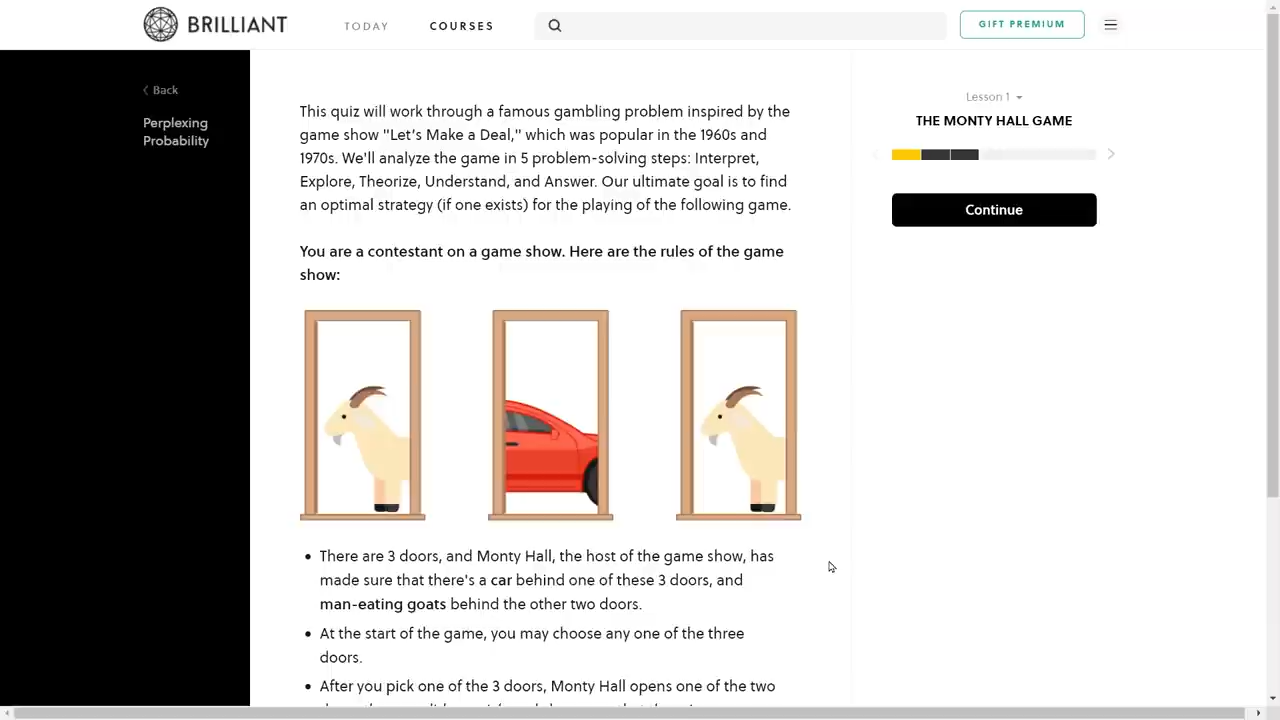 BRILLIANT
TODAY
COURSES
GIFT PREMIUM
Back
Perplexing
Probability
This quiz will work through a famous gambling problem inspired by the
game show "Let's Make a Deal," which was popular in the 1960s and
1970s. We'll analyze the game in 5 problem-solving steps: Interpret,
Explore, Theorize, Understand, and Answer. Our ultimate goal is to find
an optimal strategy (if one exists) for the playing of the following game.
You are a contestant on a game show. Here are the rules of the game
show:
• There are 3 doors, and Monty Hall, the host of the game show, has
made sure that there's a car behind one of these 3 doors, and
man-eating goats behind the other two doors.
• At the start of the game, you may choose any one of the three
doors.
• After you pick one of the 3 doors, Monty Hall opens one of the two
Lesson 1
THE MONTY HALL GAME
Continue